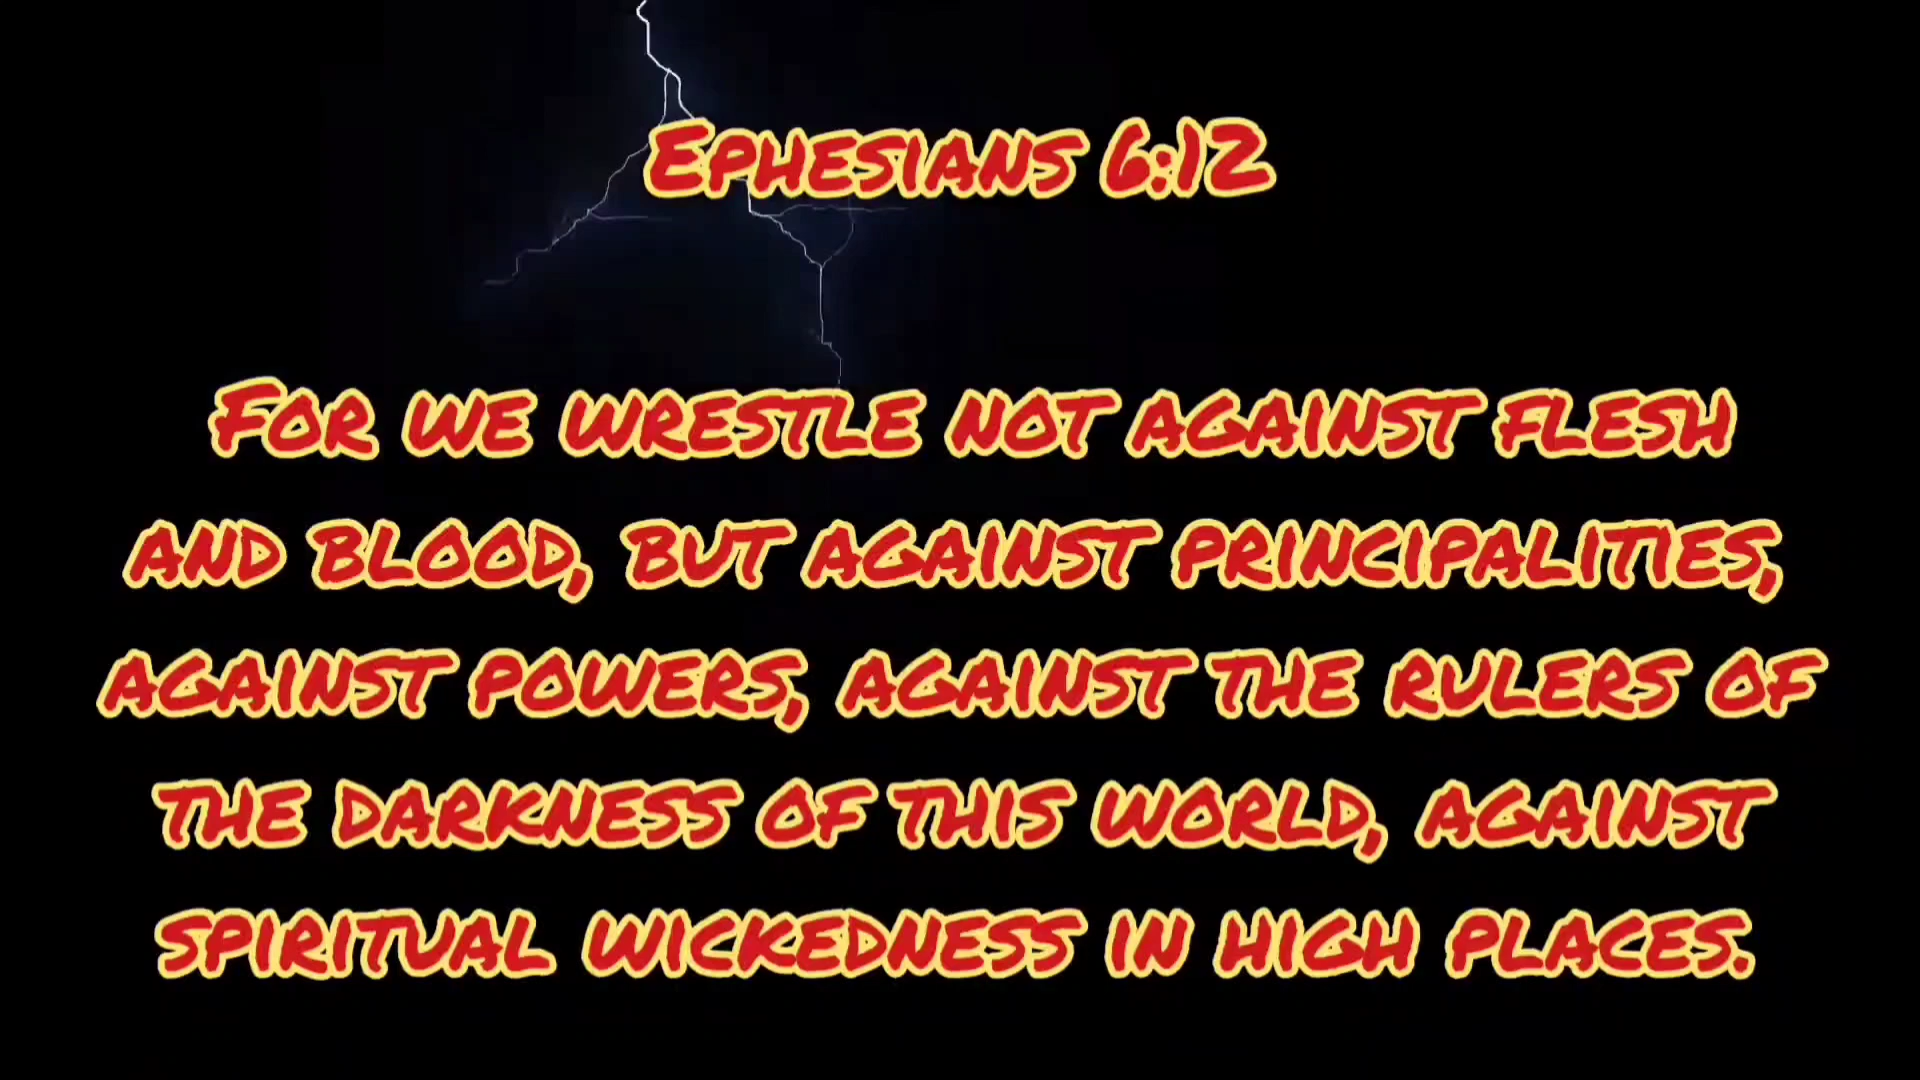 Ephesians 6:12
For we wrestle not against flesh
and blood, but against principalities,
against powers, against the rulers of
the darkness of this world, against
spiritual wickedness in high places.